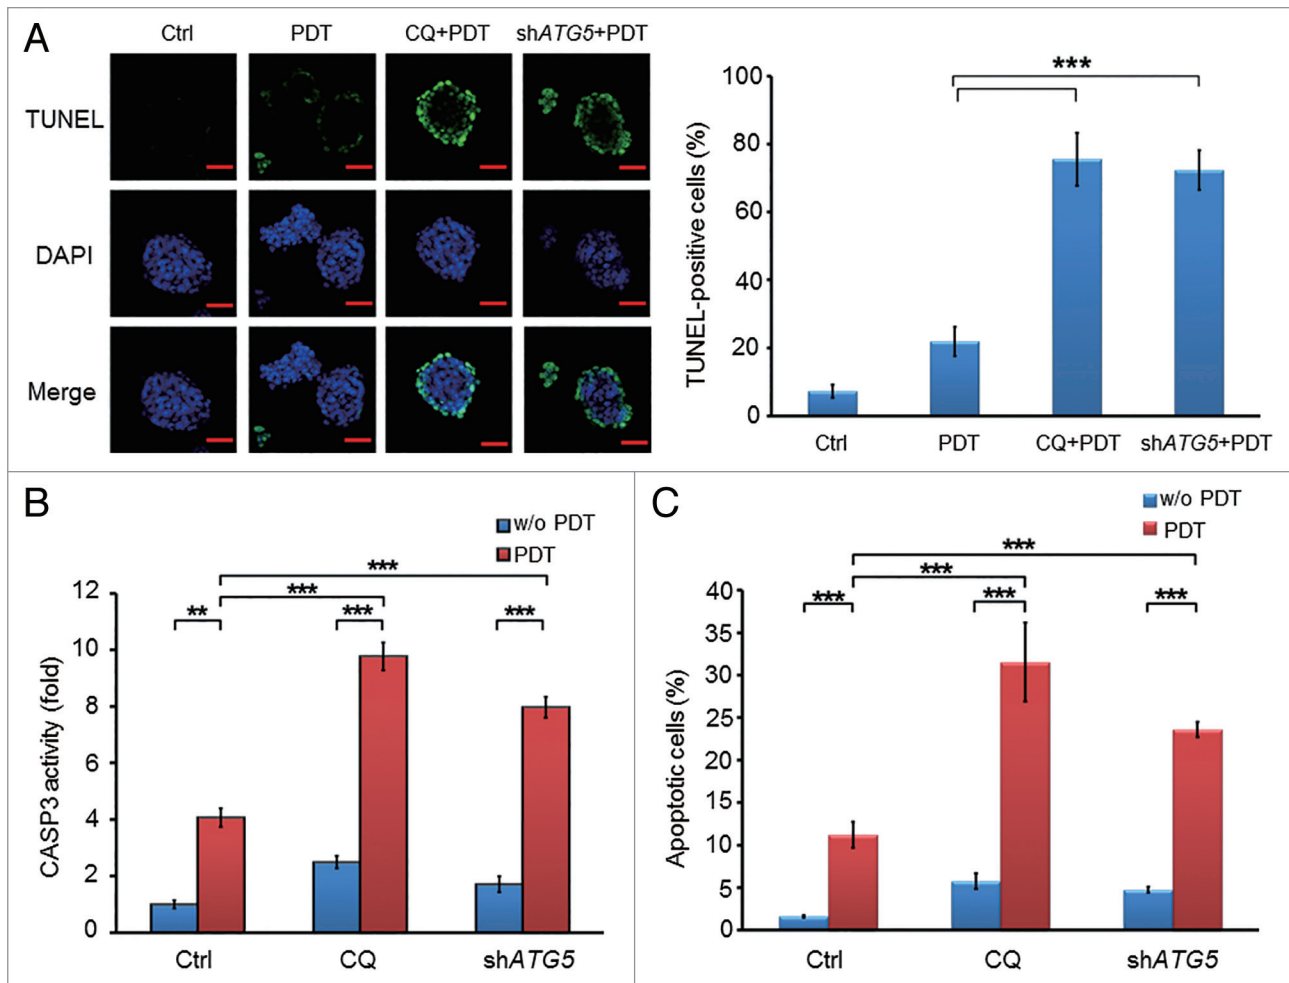 A
Ctrl PDT CQ+PDT shATG5+PDT
TUNEL
DAPI
Merge
***
TUNEL-positive cells (%)
100
80
60
40
20
0
Ctrl PDT CQ+PDT shATG5+PDT
B
w/o PDT
PDT
***
***
** *** ***
CASP3 activity (fold)
12
10
8
6
4
2
0
Ctrl CQ shATG5
C
w/o PDT
PDT
***
***
*** *** ***
Apoptotic cells (%)
40
35
30
25
20
15
10
5
0
Ctrl CQ shATG5